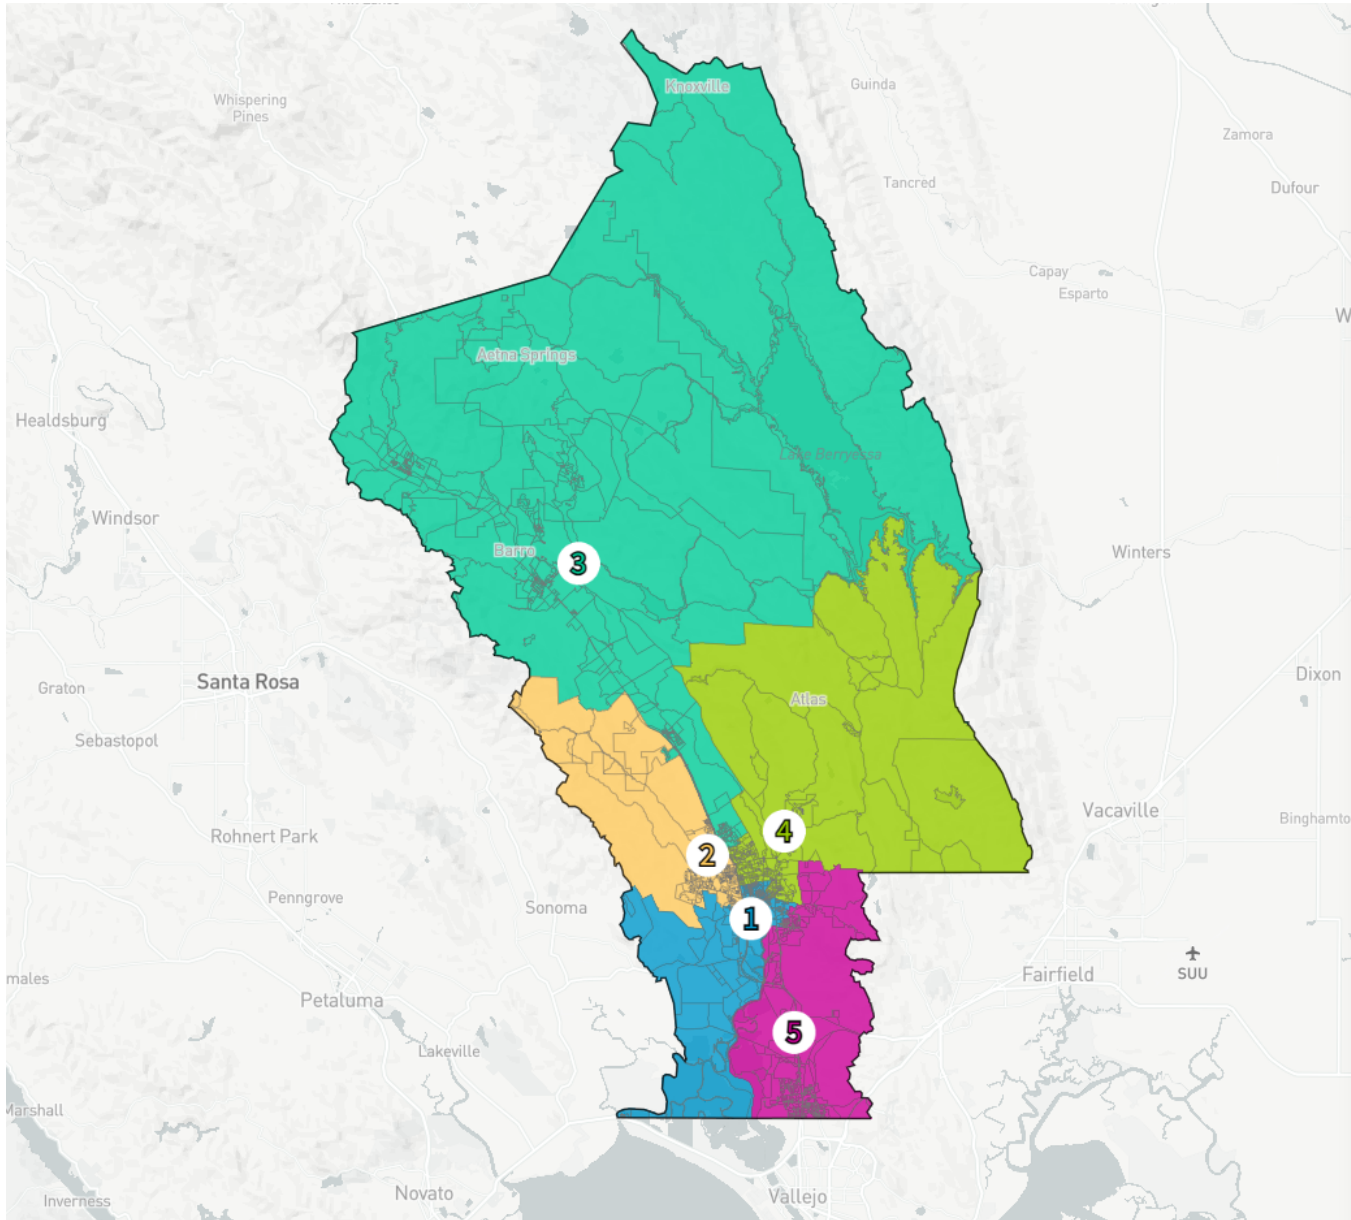 Knoxville
Guinda
Whispering
Pines
Zamora
Tancred
Dufour
Capay
Esparto
W
Aetna Springs
Healdsburg
Lake Berryessa
Windsor
Barro
3
Winters
Santa Rosa
Graton
Dixon
Atlas
Sebastopol
Vacaville
Binghamto
Rohnert Park
4
2
Penngrove
Sonoma
1
SUU
males
Fairfield
Petaluma
5
Lakeville
Marshall
Novato
Vallejo
Inverness